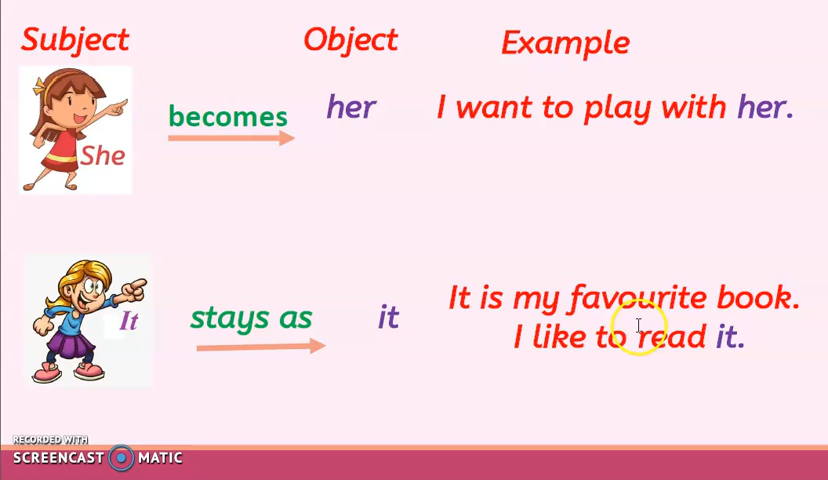 Subject Object Example
She becomes her I want to play with her.
It stays as it It is my favourite book.
I like to read it.
RECORDED WITH
SCREENCAST MATIC